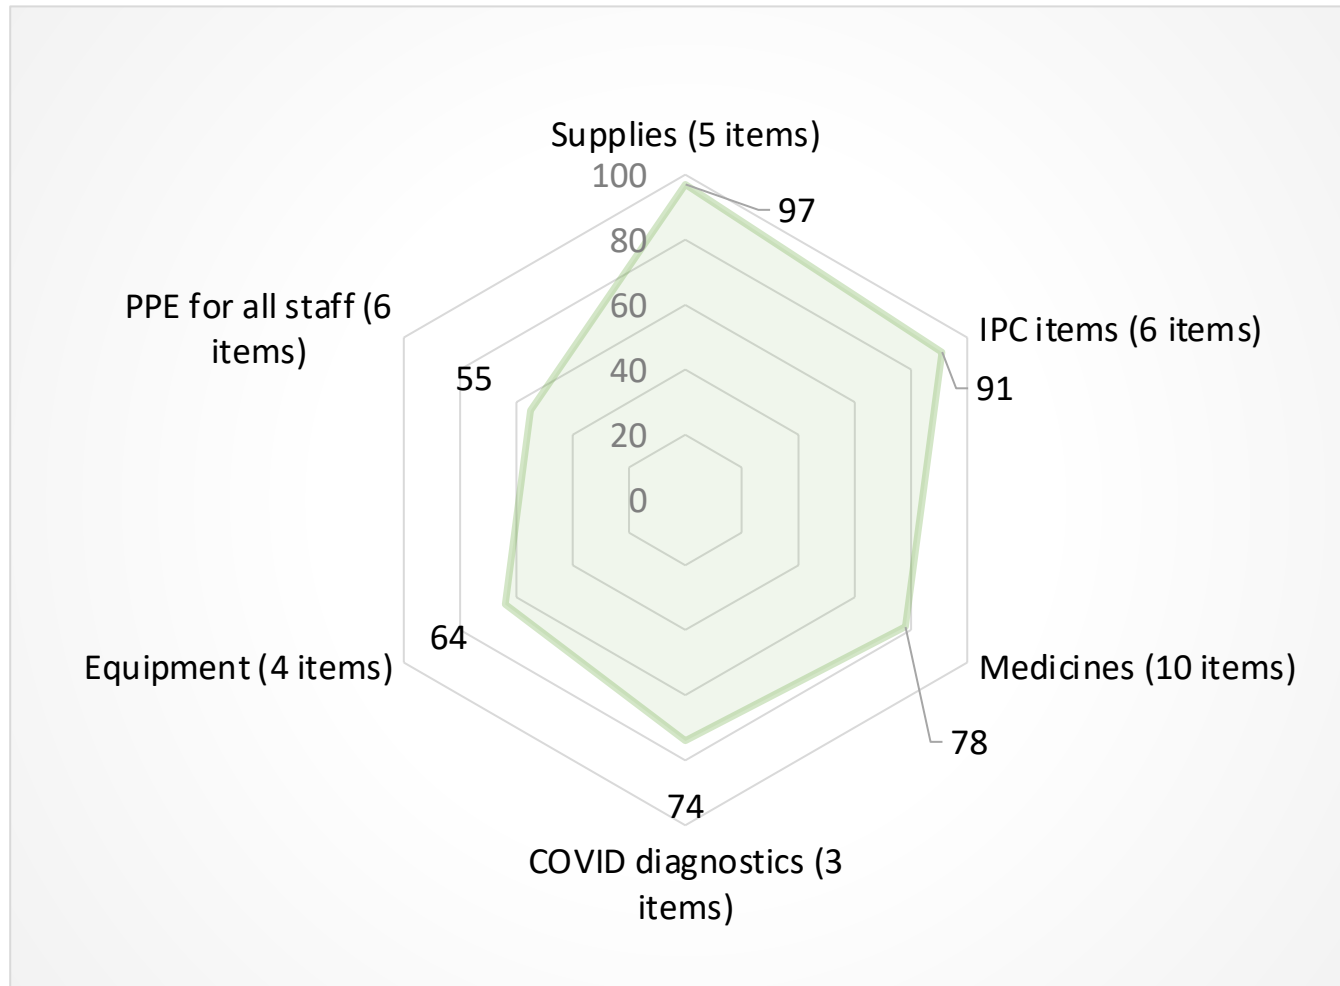 Supplies (5 items)
100
97
80
60
40
20
0
PPE for all staff (6
items)
55
IPC items (6 items)
91
64
Equipment (4 items)
Medicines (10 items)
78
74
COVID diagnostics (3
items)